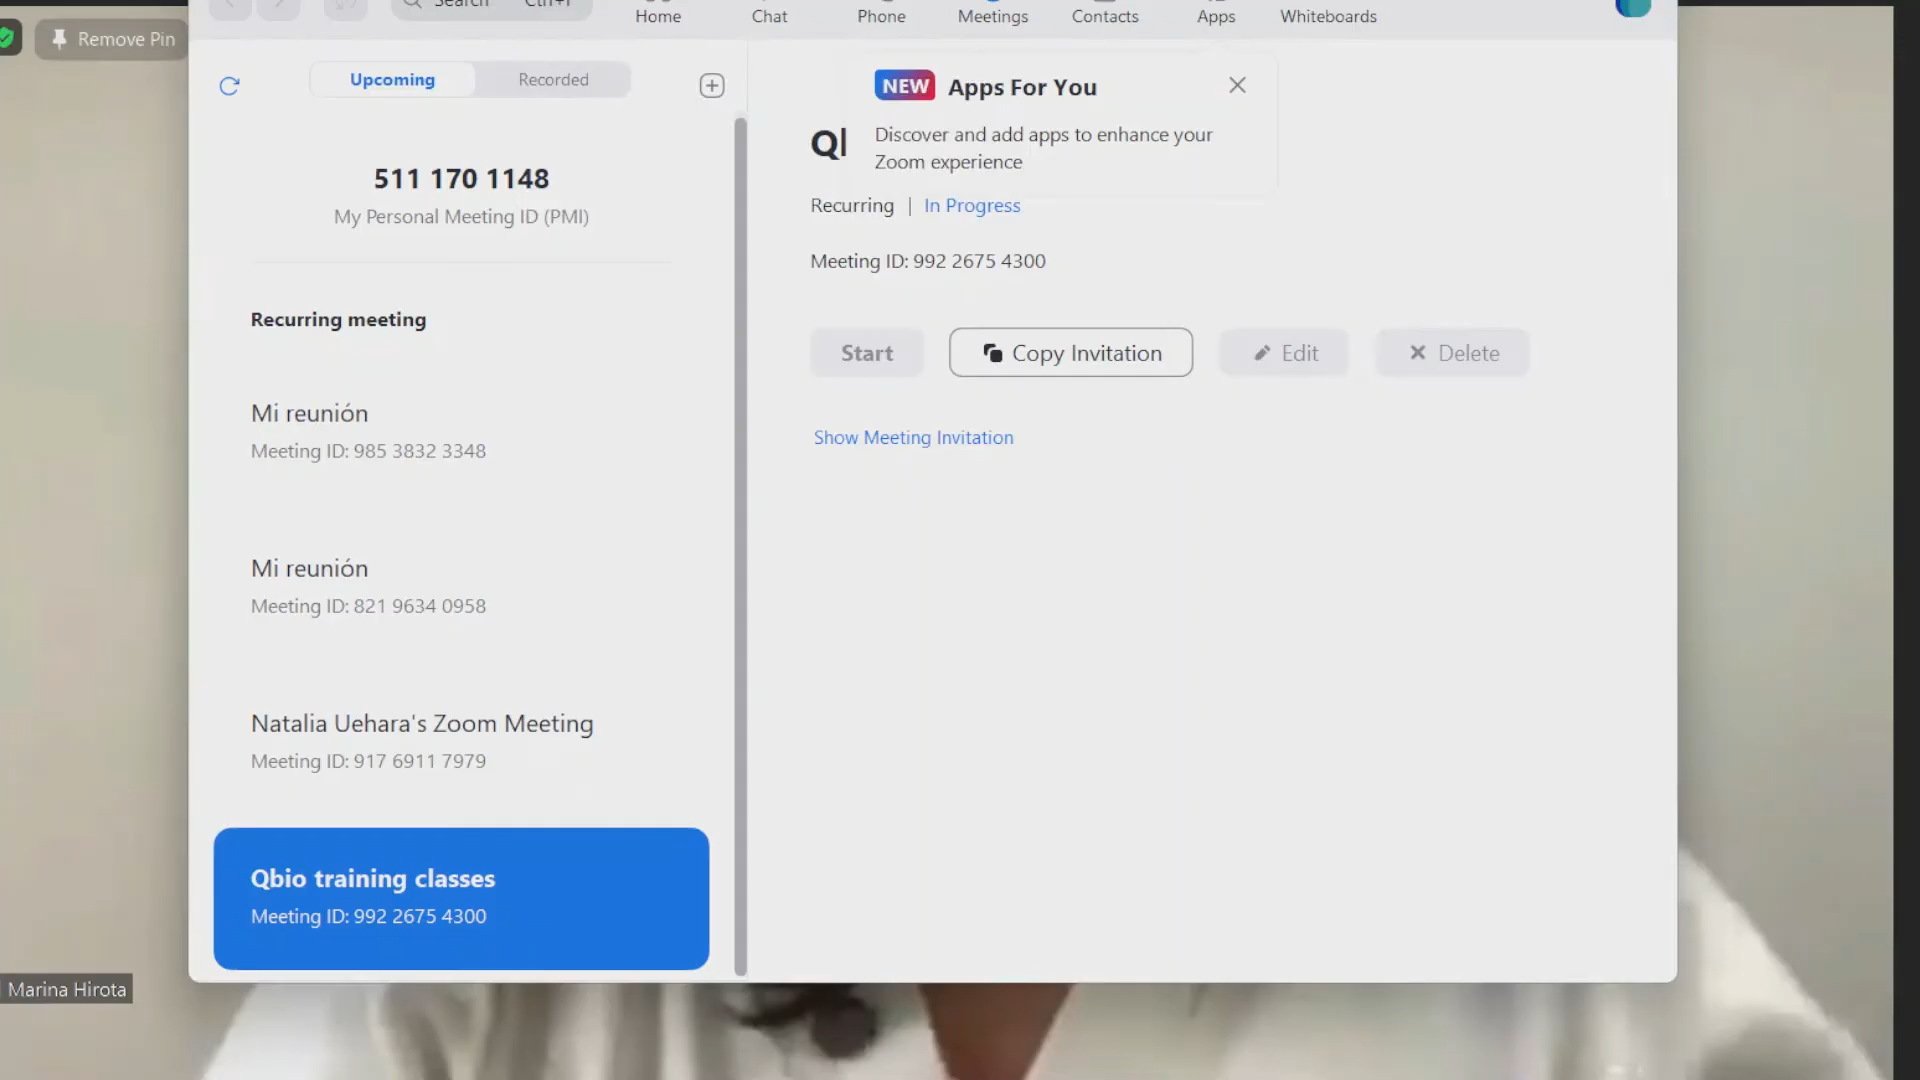 Search Ctrl+F
Home Chat Phone Meetings Contacts Apps Whiteboards
Remove Pin
Upcoming Recorded
511 170 1148
My Personal Meeting ID (PMI)
Recurring meeting
Mi reunión
Meeting ID: 985 3832 3348
Mi reunión
Meeting ID: 821 9634 0958
Natalia Uehara's Zoom Meeting
Meeting ID: 917 6911 7979
Qbio training classes
Meeting ID: 992 2675 4300
NEW Apps For You
Discover and add apps to enhance your
Zoom experience
Recurring | In Progress
Meeting ID: 992 2675 4300
Start Copy Invitation Edit Delete
Show Meeting Invitation
Marina Hirota